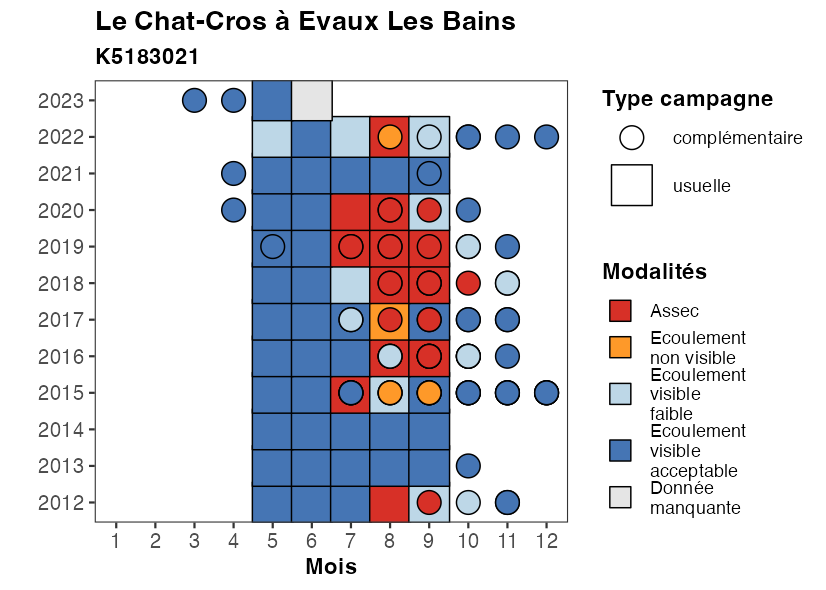 Le Chat-Cros à Evaux Les Bains
K5183021
2023
2022
2021
2020
2019
2018
2017
2016
2015
2014
2013
2012
1 2 3 4 5 6 7 8 9 10 11 12
Mois
Type campagne
complémentaire
usuelle
Modalités
Assec
Ecoulement
non visible
Ecoulement
visible
faible
Ecoulement
visible
acceptable
Donnée
manquante